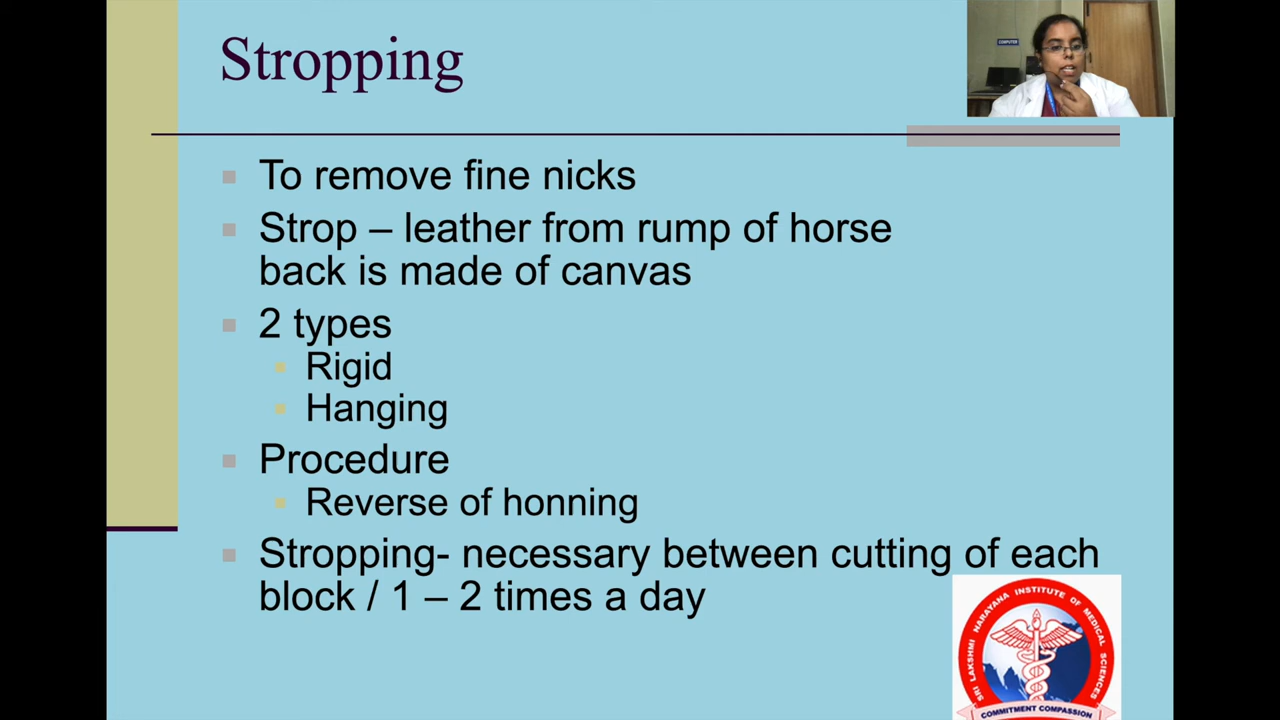 Stropping
COMPUTER
To remove fine nicks
Strop – leather from rump of horse
back is made of canvas
2 types
Rigid
Hanging
Procedure
Reverse of honning
Stropping- necessary between cutting of each
block / 1 – 2 times a day
SRI LAKSHMI NARAYANA INSTITUTE OF MEDICAL SCIENCES
COMMITMENT COMPASSION